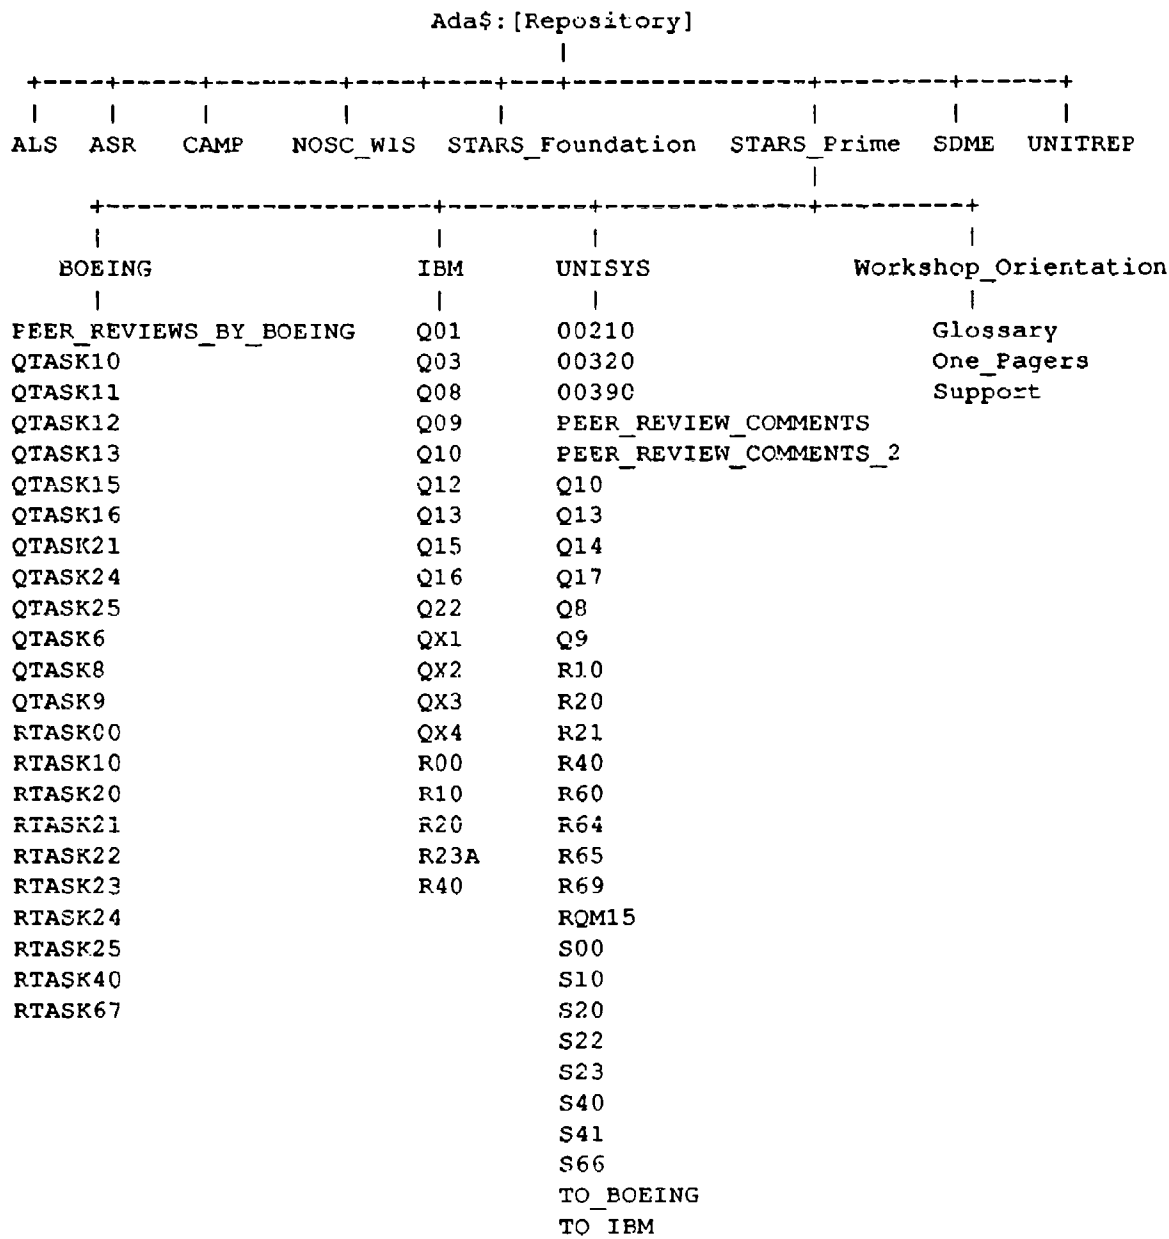 Ada$:[Repository]
ALS ASR CAMP NOSC_WIS STARS_Foundation STARS_Prime SDME UNITREP
BOEING IBM UNISYS Workshop_Orientation
PEER_REVIEWS_BY_BOEING Q01 00210 Glossary
QTASK10 Q03 00320 One_Pagers
QTASK11 Q08 00390 Support
QTASK12 Q09 PEER_REVIEW_COMMENTS
QTASK13 Q10 PEER_REVIEW_COMMENTS_2
QTASK15 Q12 Q10
QTASK16 Q13 Q13
QTASK21 Q15 Q14
QTASK24 Q16 Q17
QTASK25 Q22 Q8
QTASK6 QX1 Q9
QTASK8 QX2 R10
QTASK9 QX3 R20
RTASK00 QX4 R21
RTASK10 R00 R40
RTASK20 R10 R60
RTASK21 R20 R64
RTASK22 R23A R65
RTASK23 R40 R69
RTASK24 RQM15
RTASK25 S00
RTASK40 S10
RTASK67 S20
S22
S23
S40
S41
S66
TO_BOEING
TO_IBM